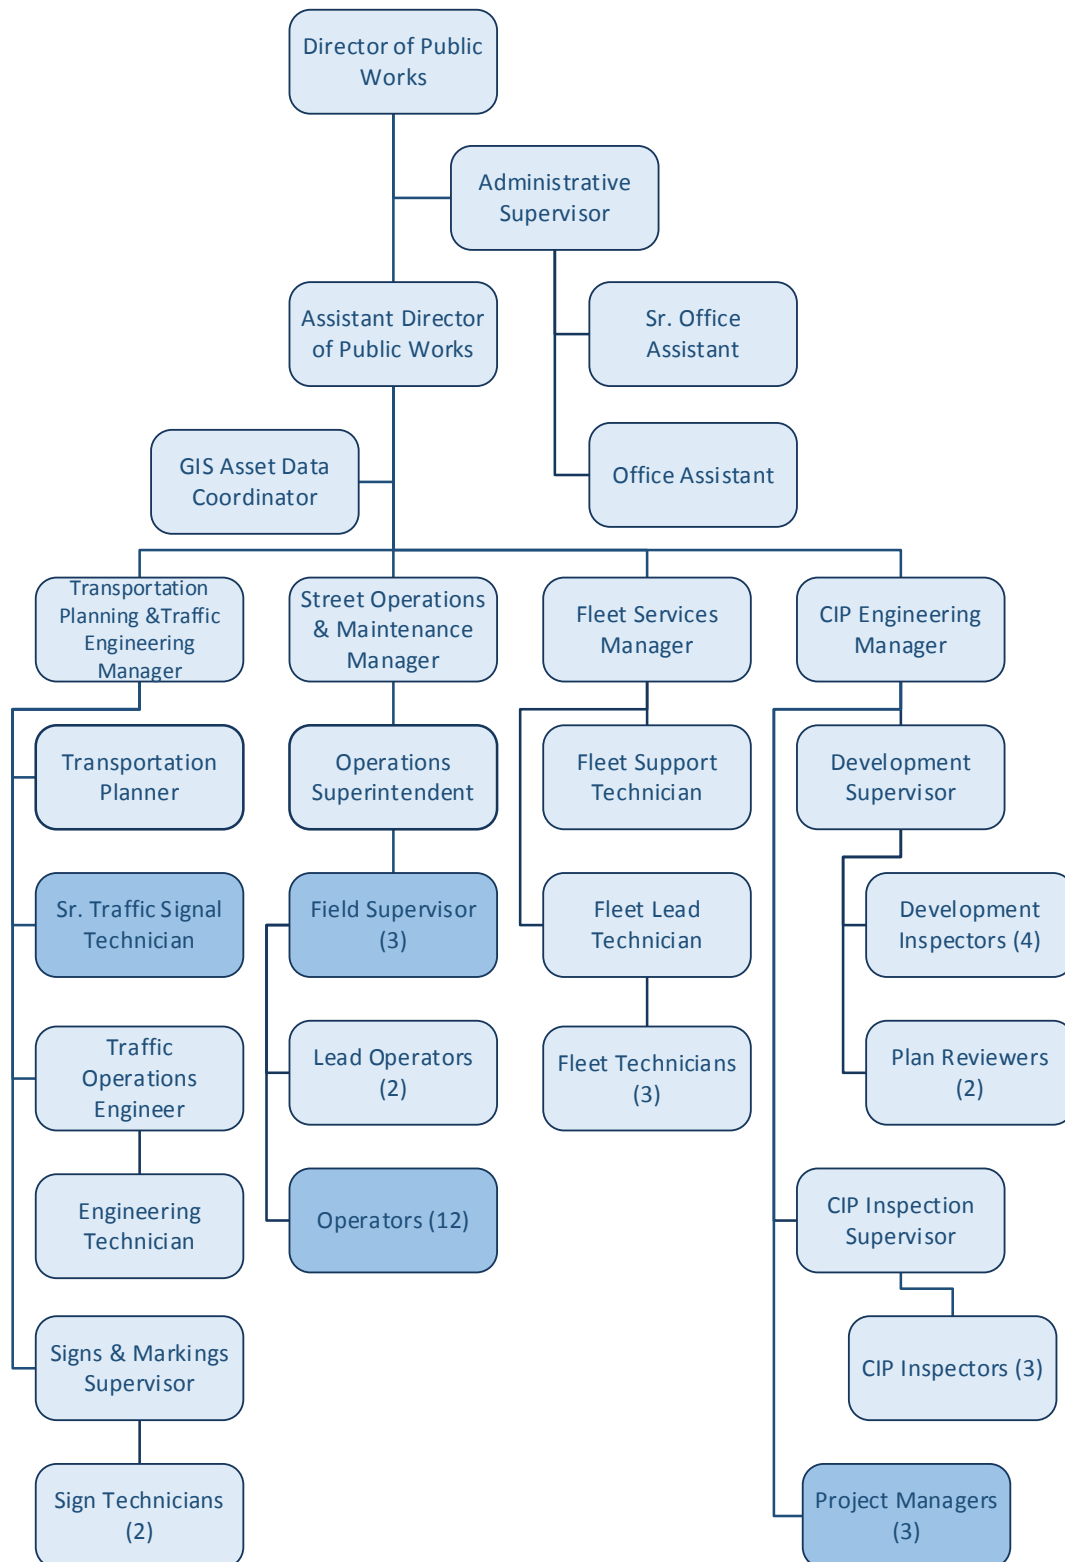 Director of Public
Works
Administrative
Supervisor
Assistant Director
of Public Works
Sr. Office
Assistant
GIS Asset Data
Coordinator
Office Assistant
Transportation
Planning &Traffic
Engineering
Manager
Street Operations
& Maintenance
Manager
Fleet Services
Manager
CIP Engineering
Manager
Transportation
Planner
Operations
Superintendent
Fleet Support
Technician
Development
Supervisor
Sr. Traffic Signal
Technician
Field Supervisor
(3)
Fleet Lead
Technician
Development
Inspectors (4)
Traffic
Operations
Engineer
Lead Operators
(2)
Fleet Technicians
(3)
Plan Reviewers
(2)
Engineering
Technician
Operators (12)
CIP Inspection
Supervisor
Signs & Markings
Supervisor
CIP Inspectors (3)
Sign Technicians
(2)
Project Managers
(3)